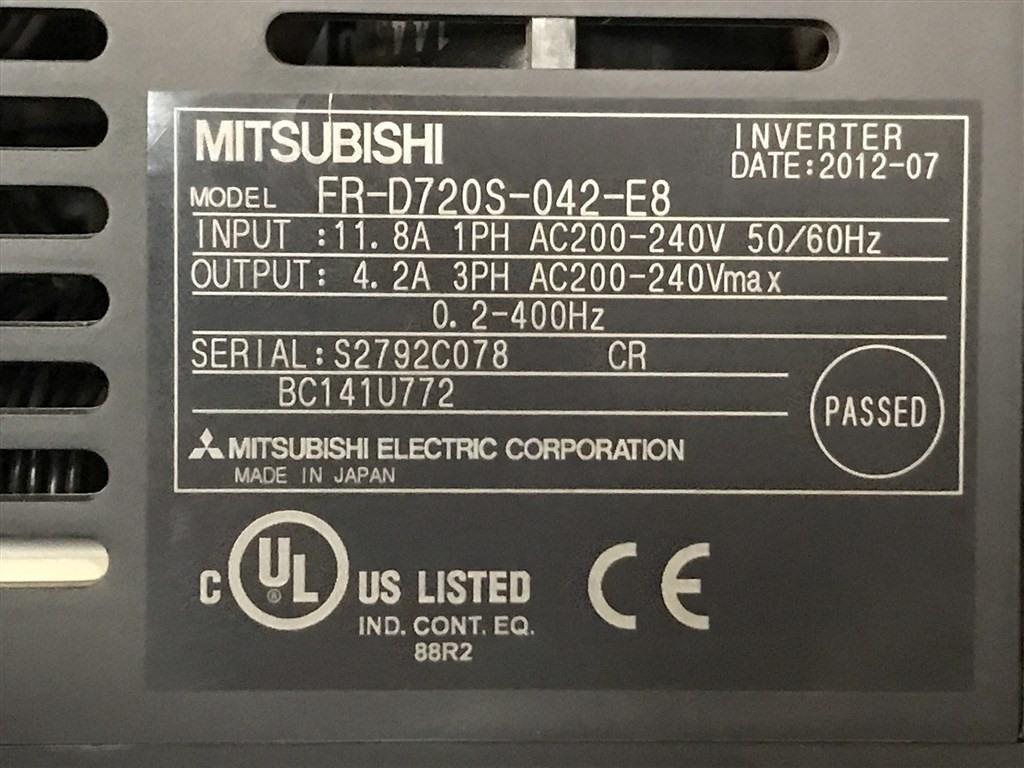 MITSUBISHI
INVERTER
DATE:2012-07
MODEL FR-D720S-042-E8
INPUT :11.8A 1PH AC200-240V 50/60Hz
OUTPUT: 4.2A 3PH AC200-240Vmax
0.2-400Hz
SERIAL:S2792C078 CR
BC141U772
PASSED
MITSUBISHI ELECTRIC CORPORATION
MADE IN JAPAN
C UL ® US LISTED
IND. CONT. EQ.
88R2
CE